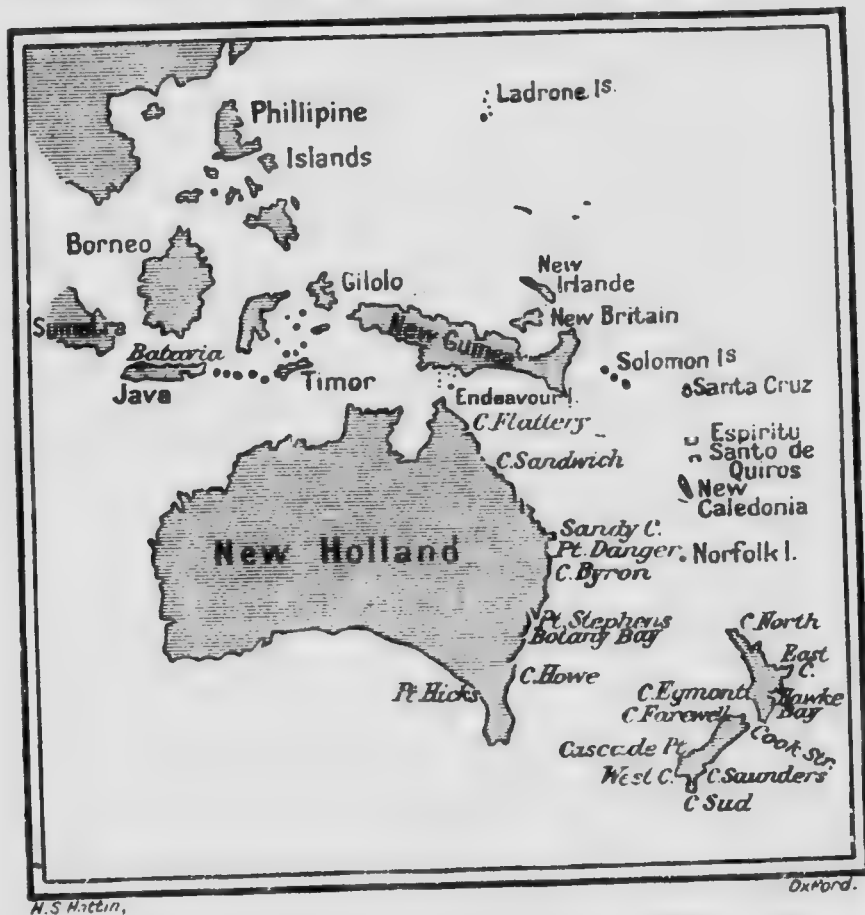 Ladrone Is.
Phillipine
Islands
Borneo
Gilolo
New
Irlande
New Britain
Sumatra
New Guinea
Batavia
Java
Timor
Solomon Is
Santa Cruz
Endeavour I.
C. Flattery
Espiritu
Santo de
Quiros
C. Sandwich
New
Caledonia
Sandy C.
New Holland
Pt. Danger
Norfolk I.
C. Byron
Pt. Stephens
Botany Bay
C. North
East
C.
C. Howe
Pt. Hicks
C. Egmont
Hawke
Bay
C. Farewell
Cook Str.
Cascade Pt.
West C.
C. Saunders
C Sud
H.S Hattin,
Oxford.